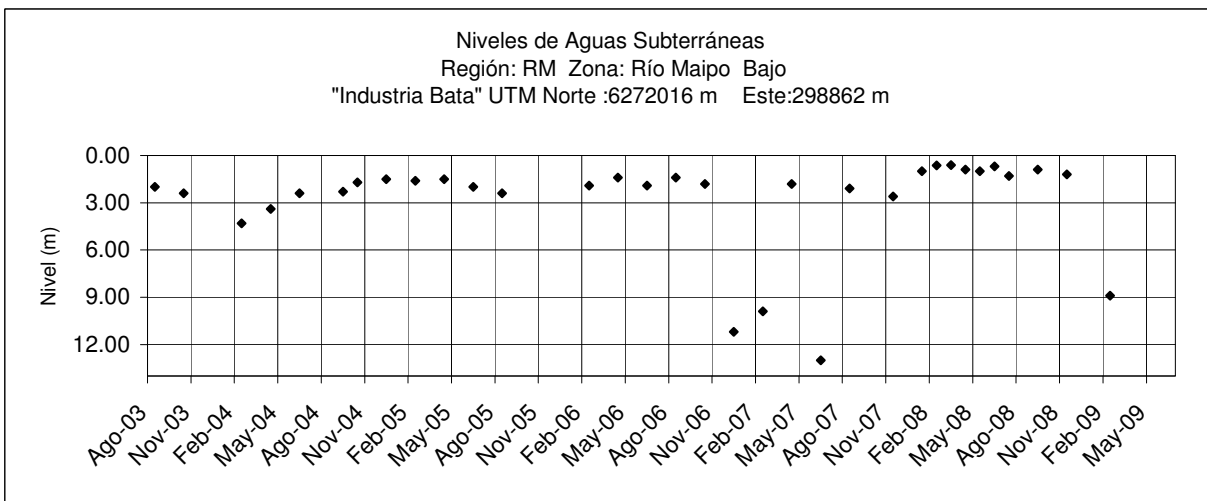 Niveles de Aguas Subterráneas
Región: RM  Zona: Río Maipo  Bajo
"Industria Bata" UTM Norte :6272016 m    Este:298862 m
Nivel (m)
0.00
3.00
6.00
9.00
12.00
Ago-03
Nov-03
Feb-04
May-04
Ago-04
Nov-04
Feb-05
May-05
Ago-05
Nov-05
Feb-06
May-06
Ago-06
Nov-06
Feb-07
May-07
Ago-07
Nov-07
Feb-08
May-08
Ago-08
Nov-08
Feb-09
May-09